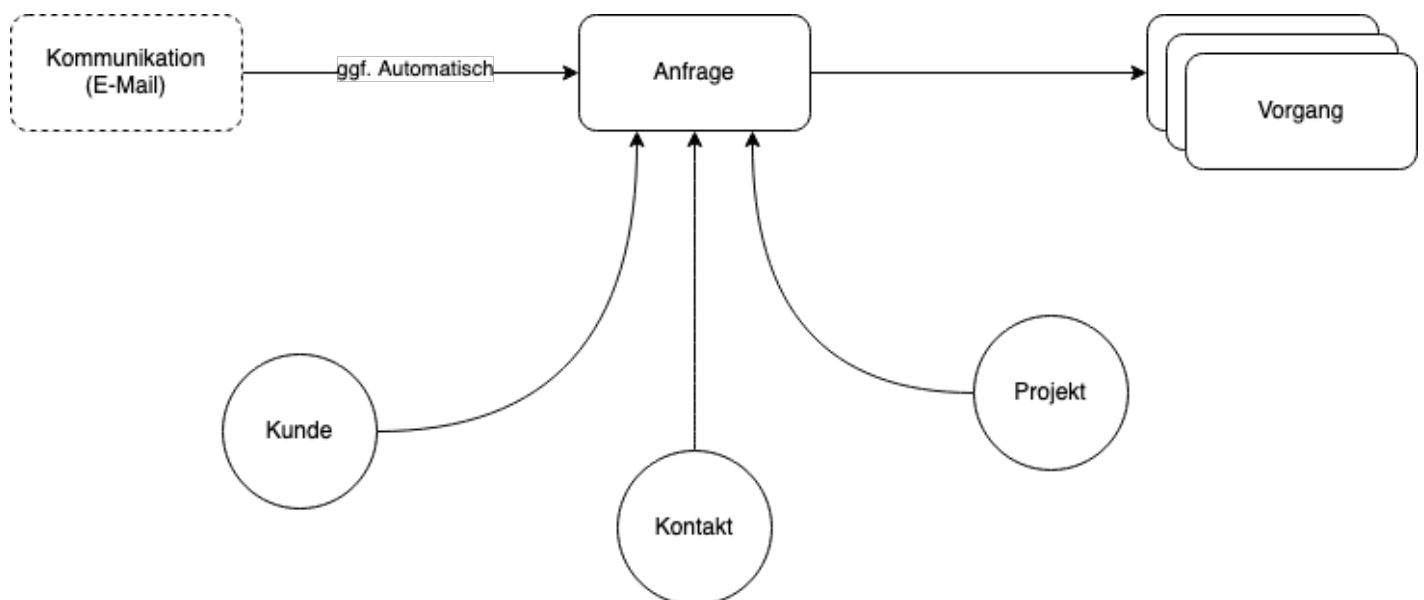 Kommunikation
(E-Mail)
ggf. Automatisch
Anfrage
Vorgang
Kunde
Kontakt
Projekt